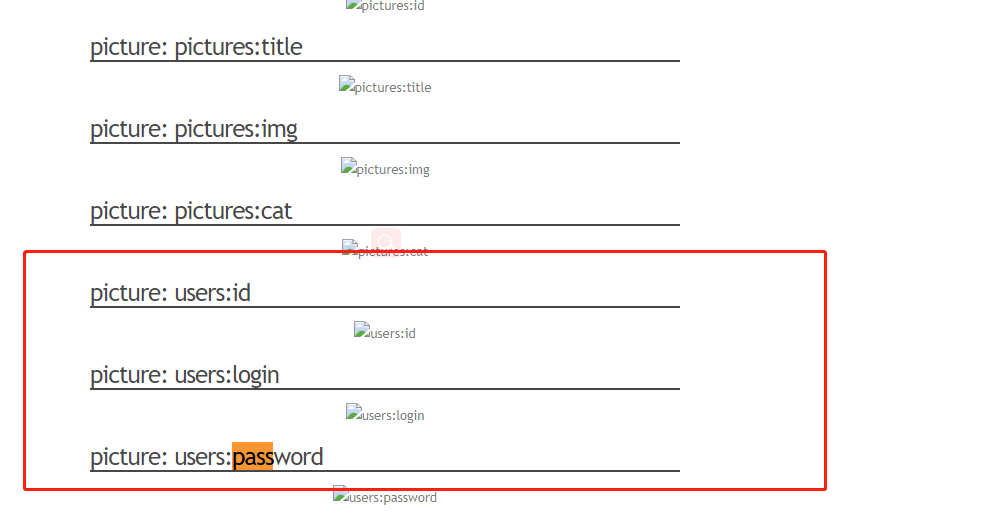 pictures:id
picture: pictures:title
pictures:title
picture: pictures:img
pictures:img
picture: pictures:cat
pictures:cat
picture: users:id
users:id
picture: users:login
users:login
picture: users:password
users:password